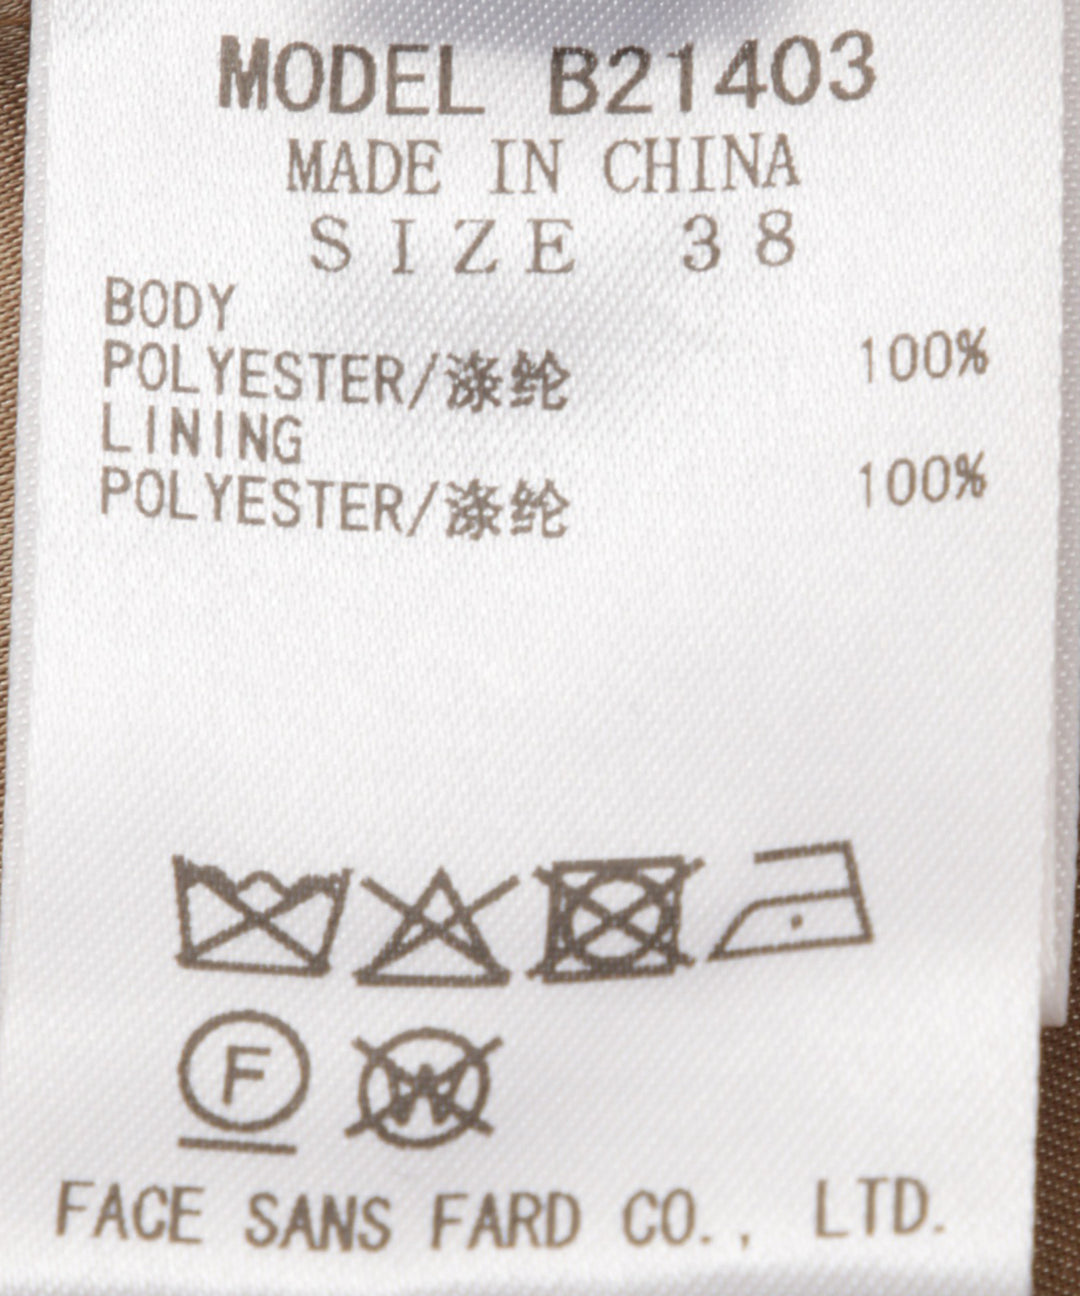 MODEL B21403
MADE IN CHINA
SIZE 38
BODY
POLYESTER/涤纶 100%
LINING
POLYESTER/涤纶 100%
F W
FACE SANS FARD CO., LTD.